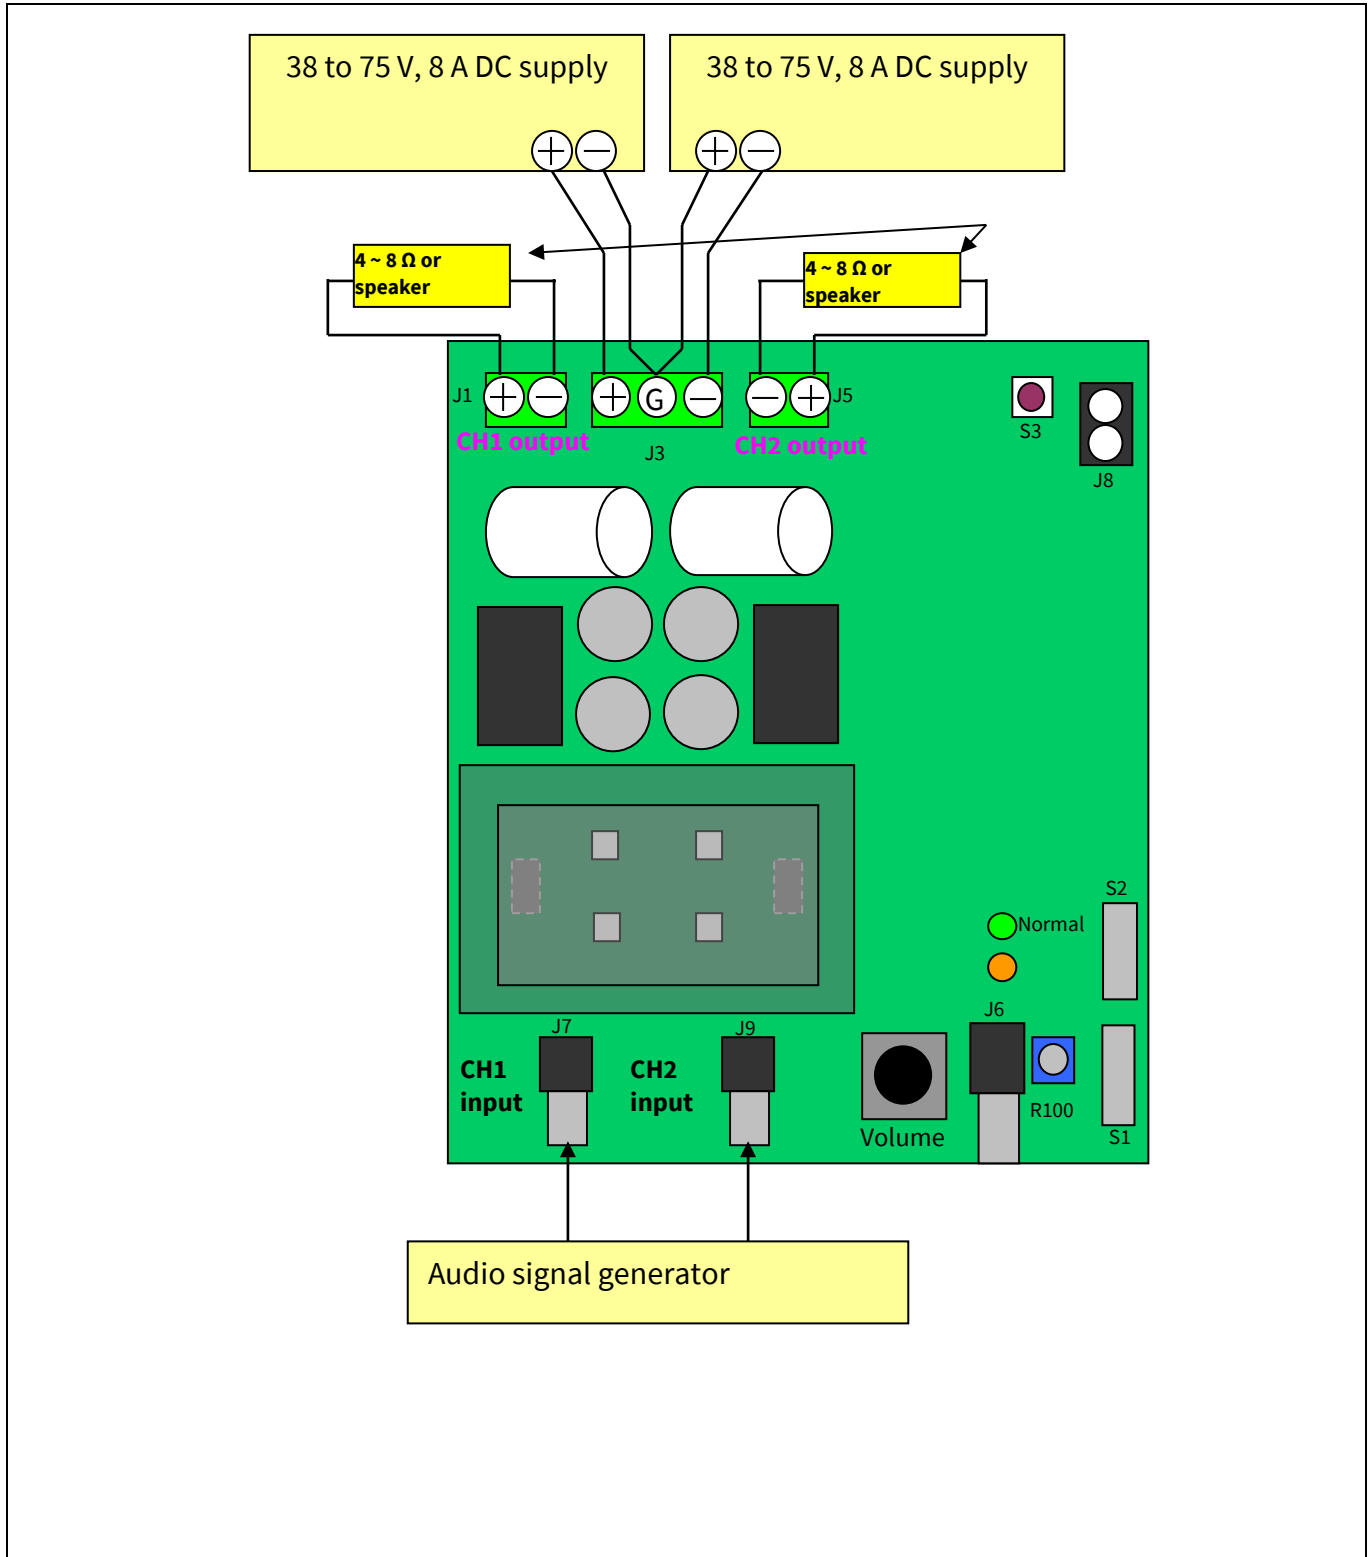 38 to 75 V, 8 A DC supply
38 to 75 V, 8 A DC supply
4 ~ 8 Ω or
speaker
4 ~ 8 Ω or
speaker
J1
G
J5
CH1 output
J3
CH2 output
S3
J8
S2
Normal
J6
J7
J9
CH1
input
CH2
input
R100
Volume
S1
Audio signal generator